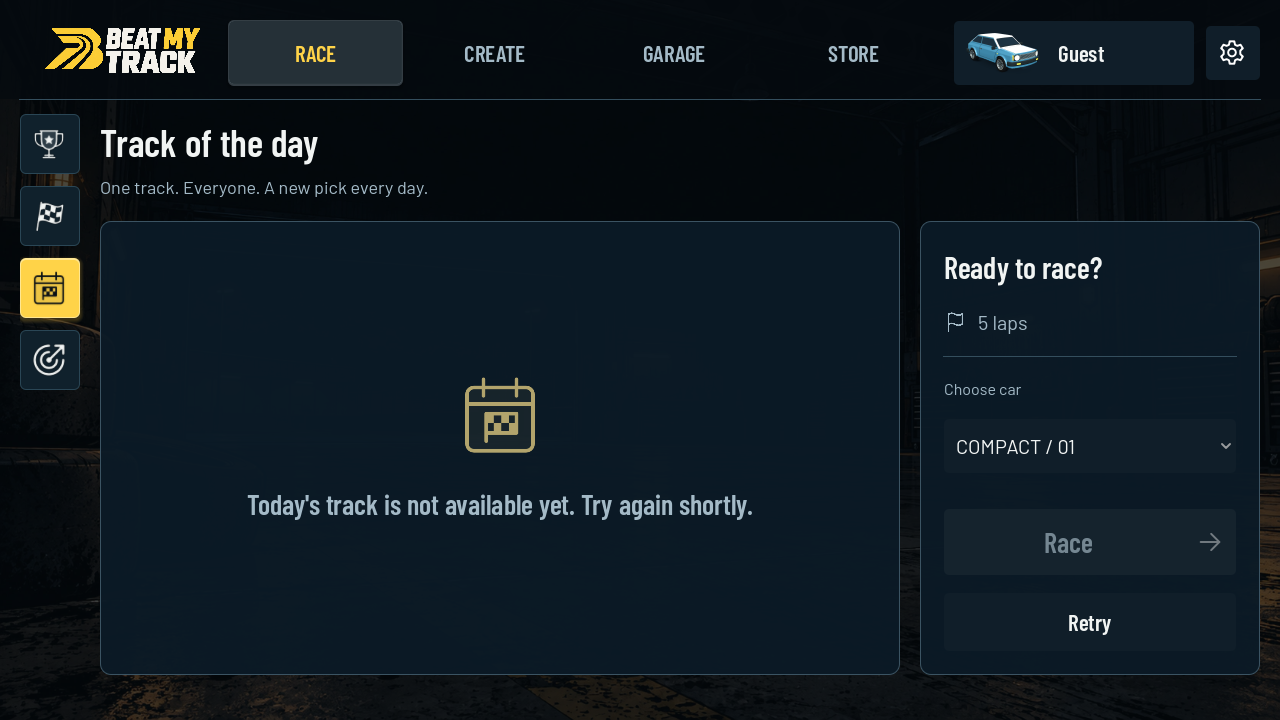 BEAT MY TRACK
RACE
CREATE
GARAGE
STORE
Guest
Track of the day
One track. Everyone. A new pick every day.
Today's track is not available yet. Try again shortly.
Ready to race?
5 laps
Choose car
COMPACT / 01
Race
Retry